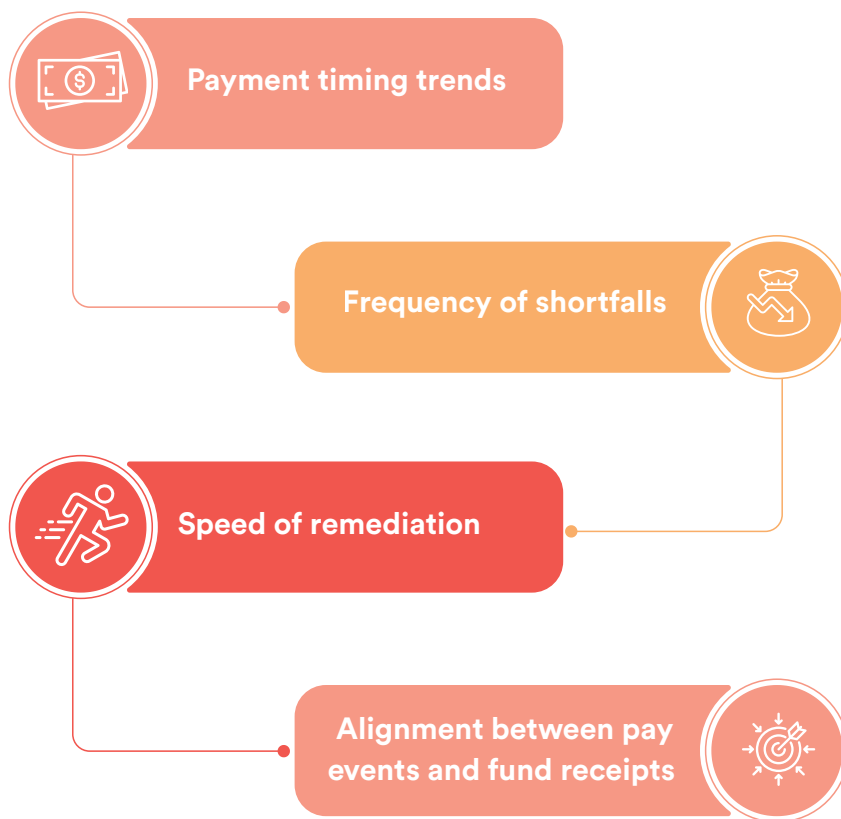 Payment timing trends
Frequency of shortfalls
Speed of remediation
Alignment between pay
events and fund receipts